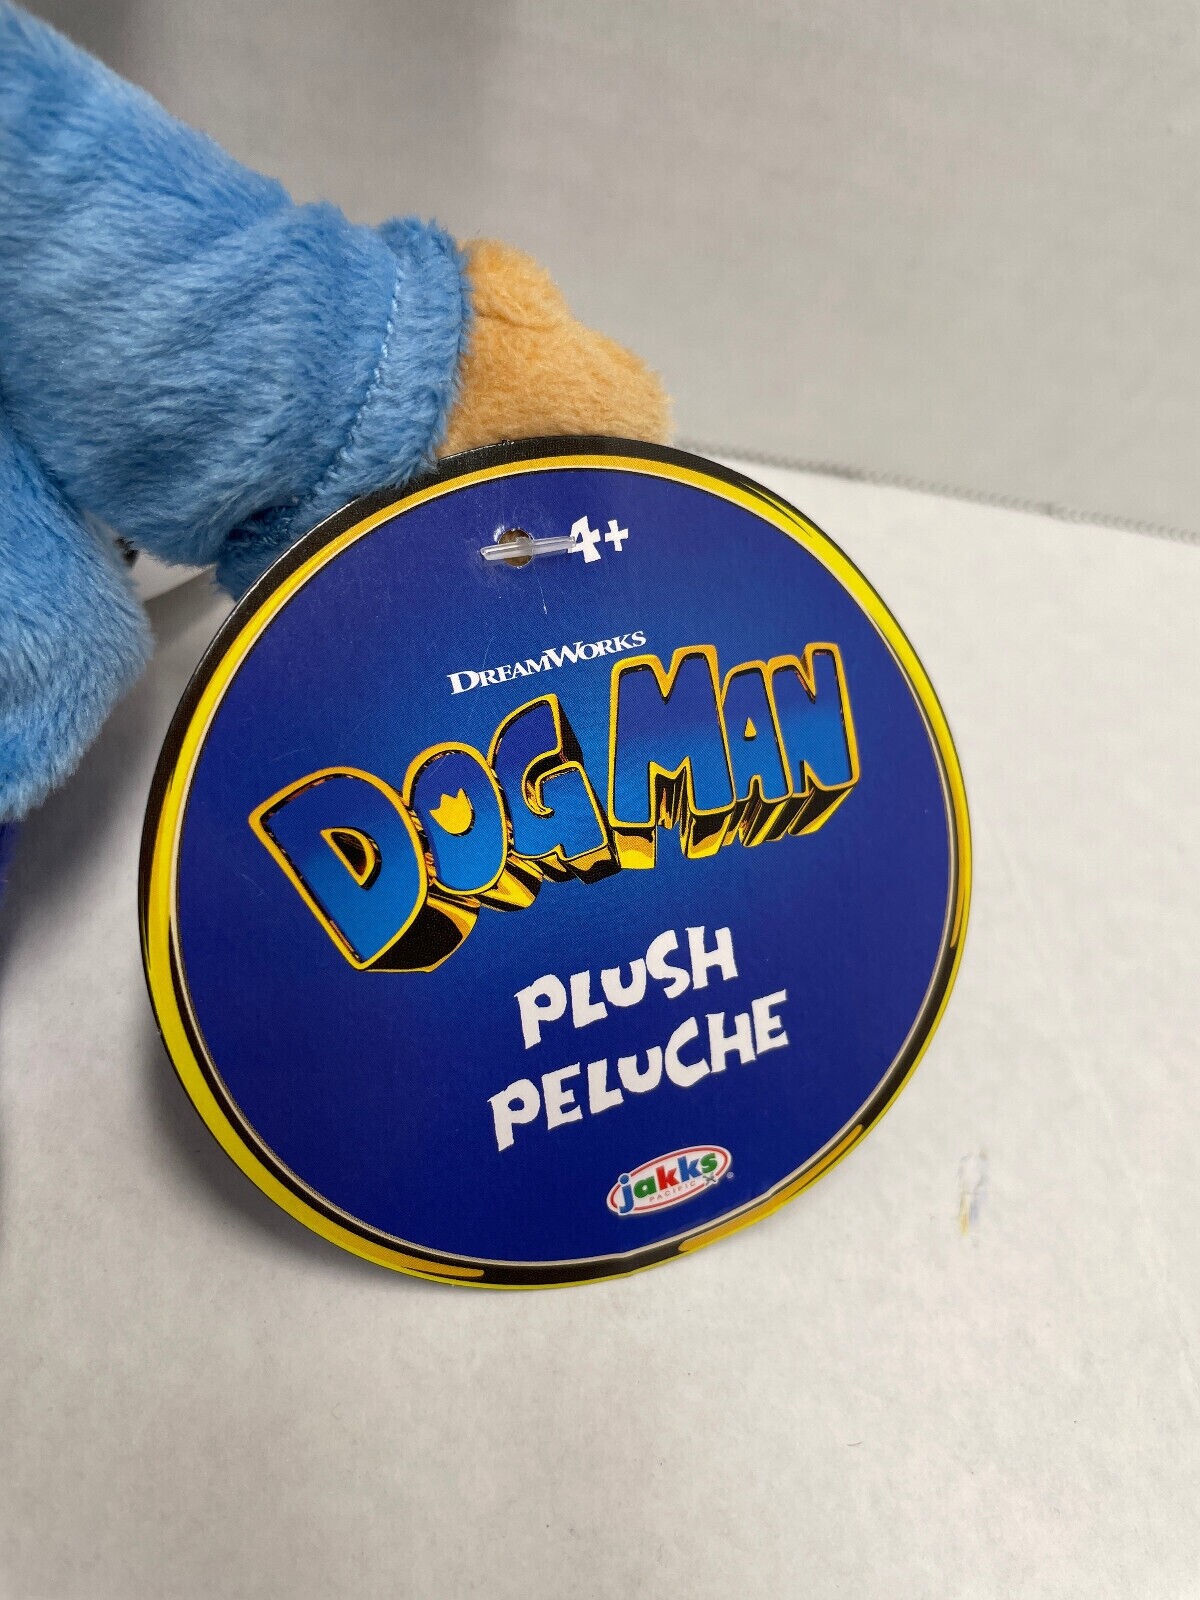 4+
DREAMWORKS
DOG MAN
PLUSH
PELUCHE
jakks
PACIFIC
®